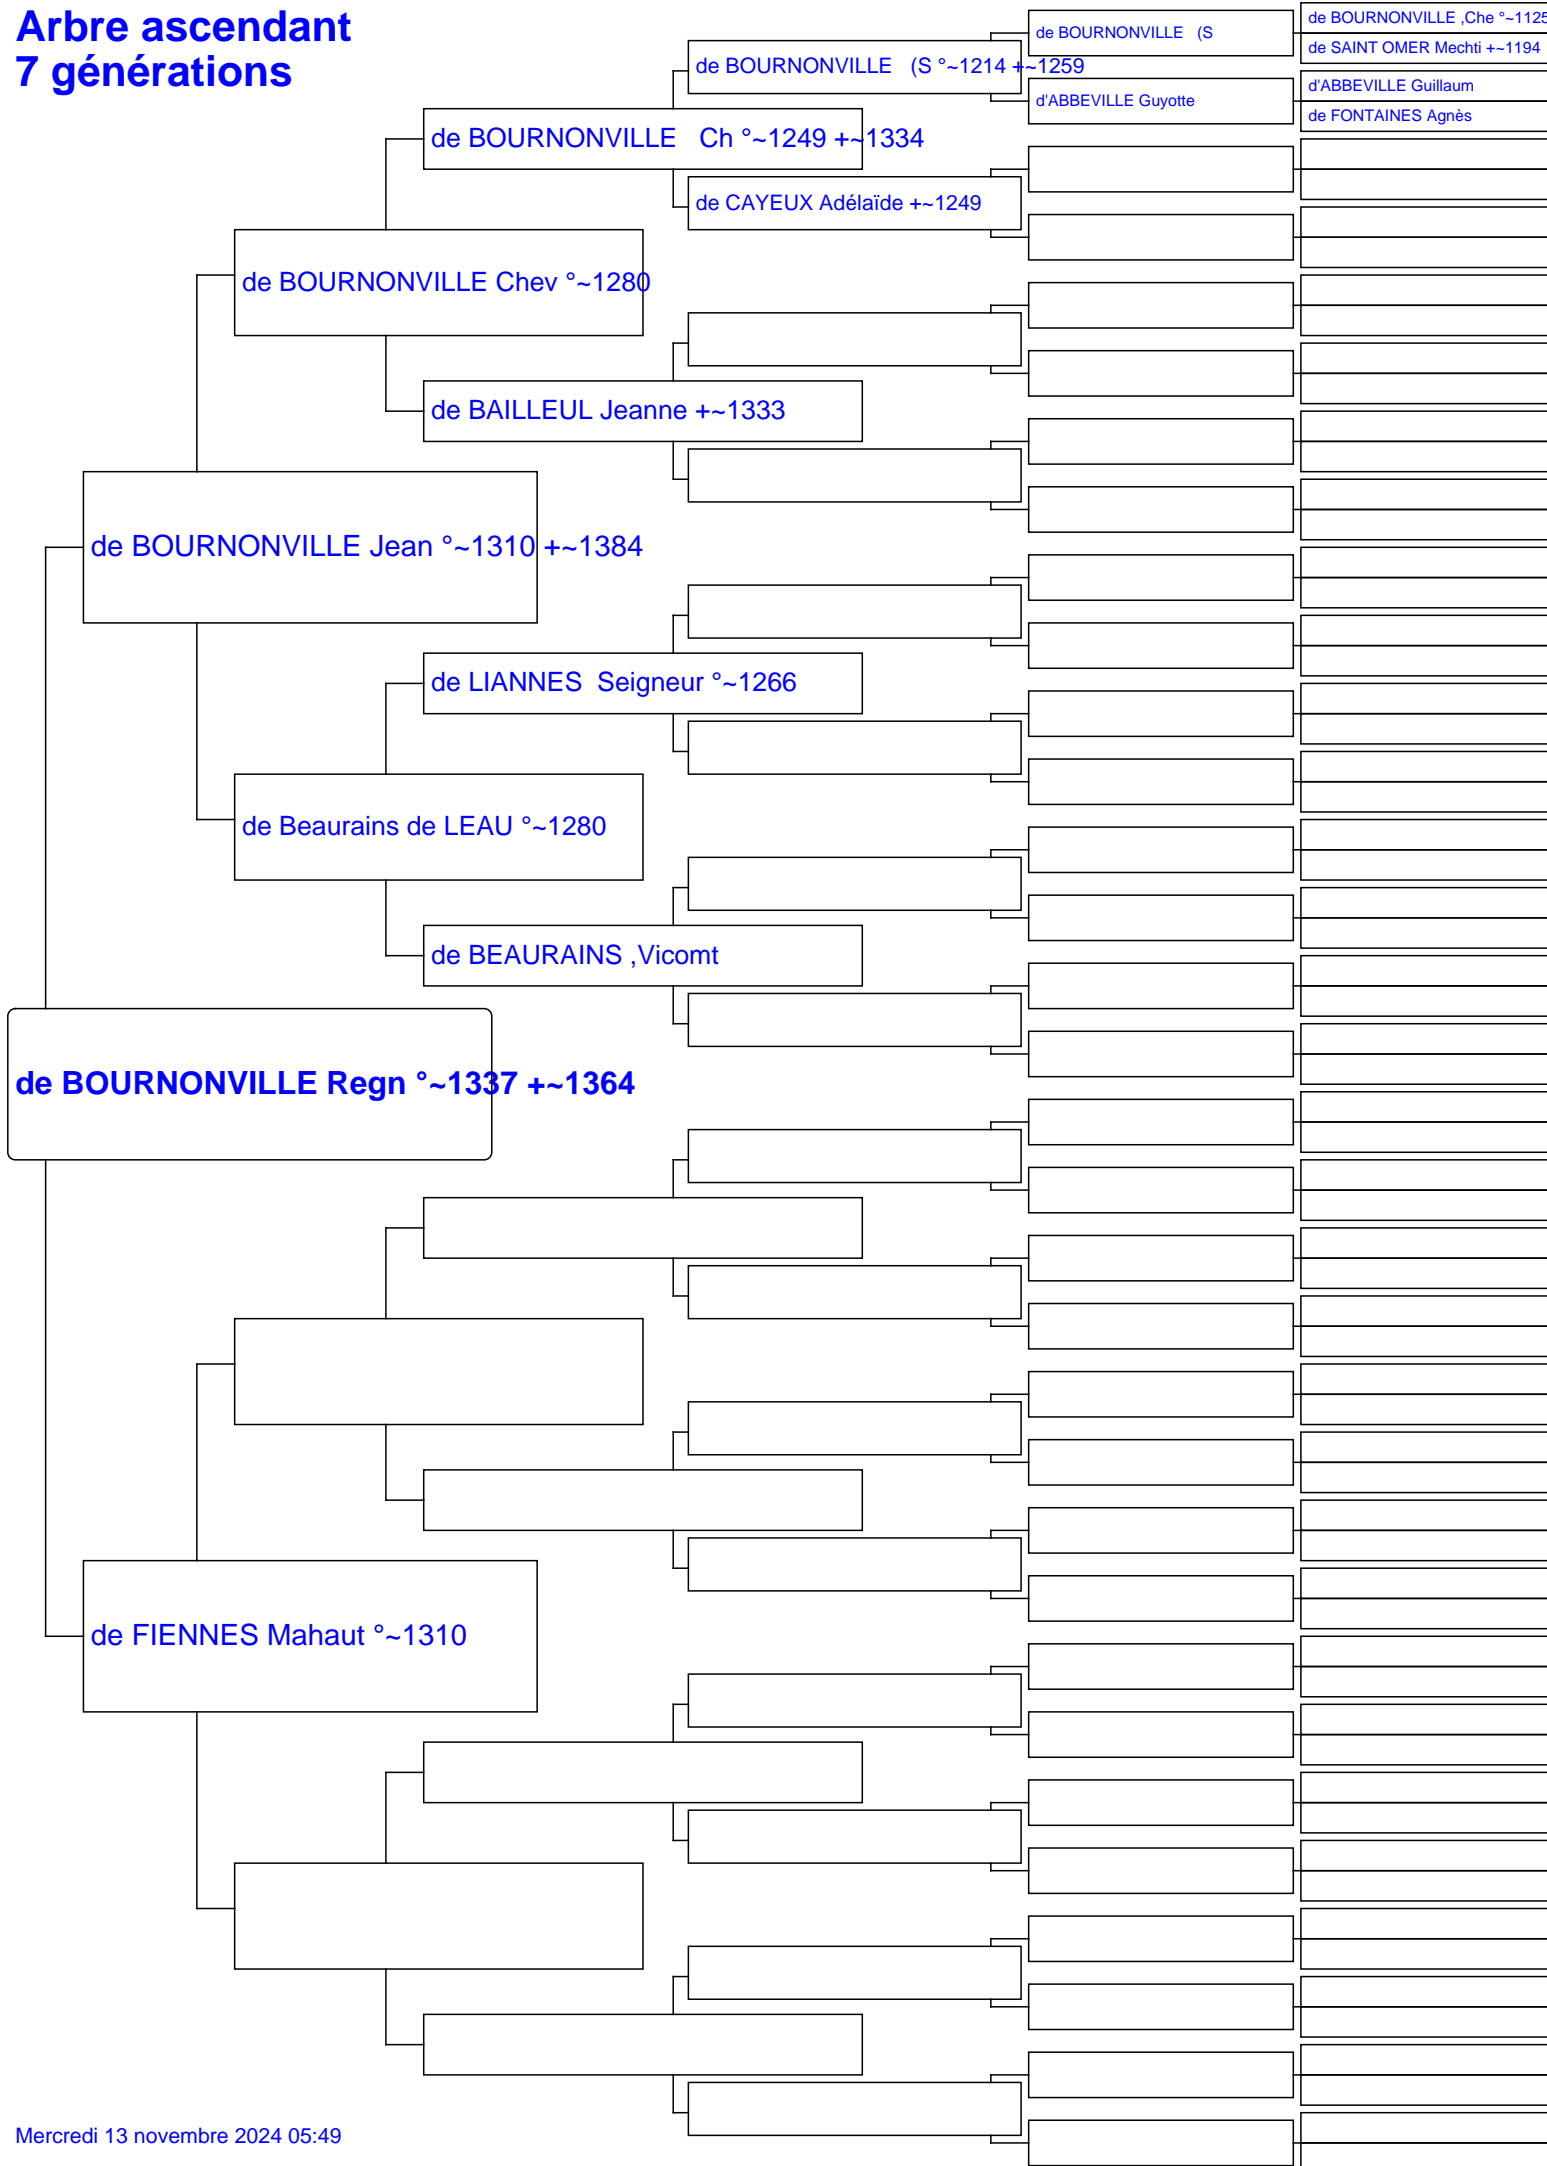 Arbre ascendant
7 générations
de BOURNONVILLE ,Che °~1125
de SAINT OMER Mechti +~1194
de BOURNONVILLE (S
d'ABBEVILLE Guillaum
de FONTAINES Agnès
d'ABBEVILLE Guyotte
de BOURNONVILLE (S °~1214 +~1259
de BOURNONVILLE Ch °~1249 +~1334
de CAYEUX Adélaïde +~1249
de BOURNONVILLE Chev °~1280
de BAILLEUL Jeanne +~1333
de BOURNONVILLE Jean °~1310 +~1384
de LIANNES Seigneur °~1266
de Beaurains de LEAU °~1280
de BEAURAINS ,Vicomt
de BOURNONVILLE Regn °~1337 +~1364
de FIENNES Mahaut °~1310
Mercredi 13 novembre 2024 05:49